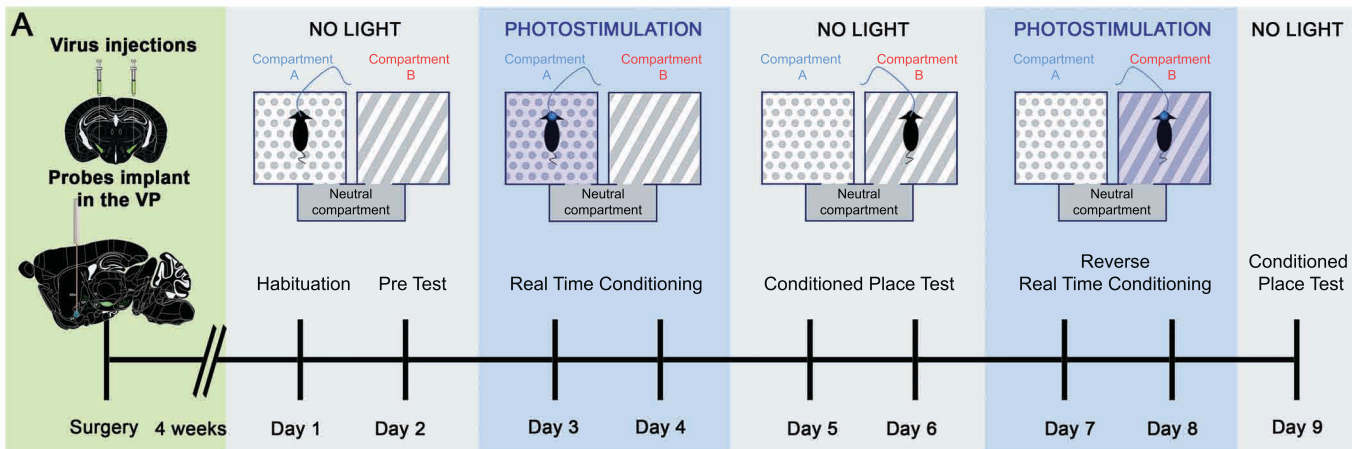 A
Virus injections
Probes implant
in the VP
NO LIGHT
Compartment
A
Compartment
B
Neutral
compartment
Habituation
Pre Test
PHOTOSTIMULATION
Compartment
A
Compartment
B
Neutral
compartment
Real Time Conditioning
NO LIGHT
Compartment
A
Compartment
B
Neutral
compartment
Conditioned Place Test
PHOTOSTIMULATION
Compartment
A
Compartment
B
Neutral
compartment
Reverse
Real Time Conditioning
NO LIGHT
Conditioned
Place Test
Surgery
4 weeks
Day 1
Day 2
Day 3
Day 4
Day 5
Day 6
Day 7
Day 8
Day 9